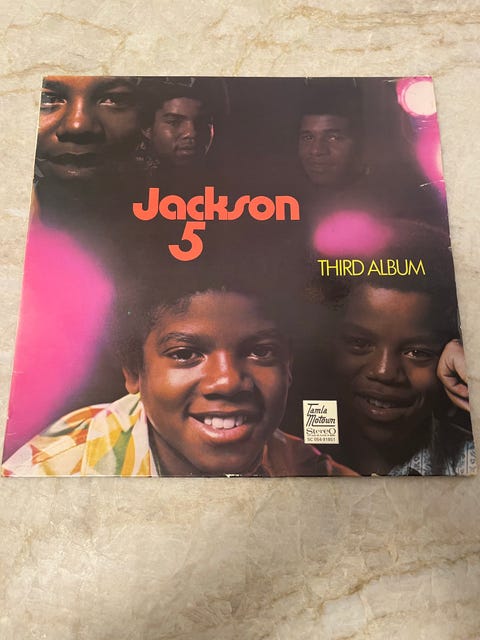 Jackson
5
THIRD ALBUM
Tamla
Motown
Stereo